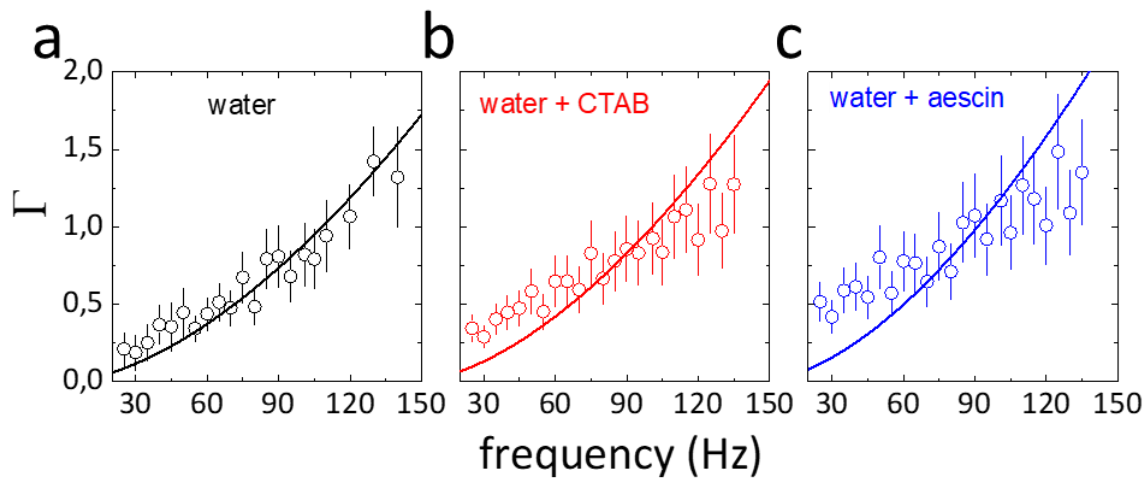 a b c
water
water + CTAB
water + aescin
Γ
2,0
1,5
1,0
0,5
0,0
30 60 90 120 150 30 60 90 120 150 30 60 90 120 150
frequency (Hz)